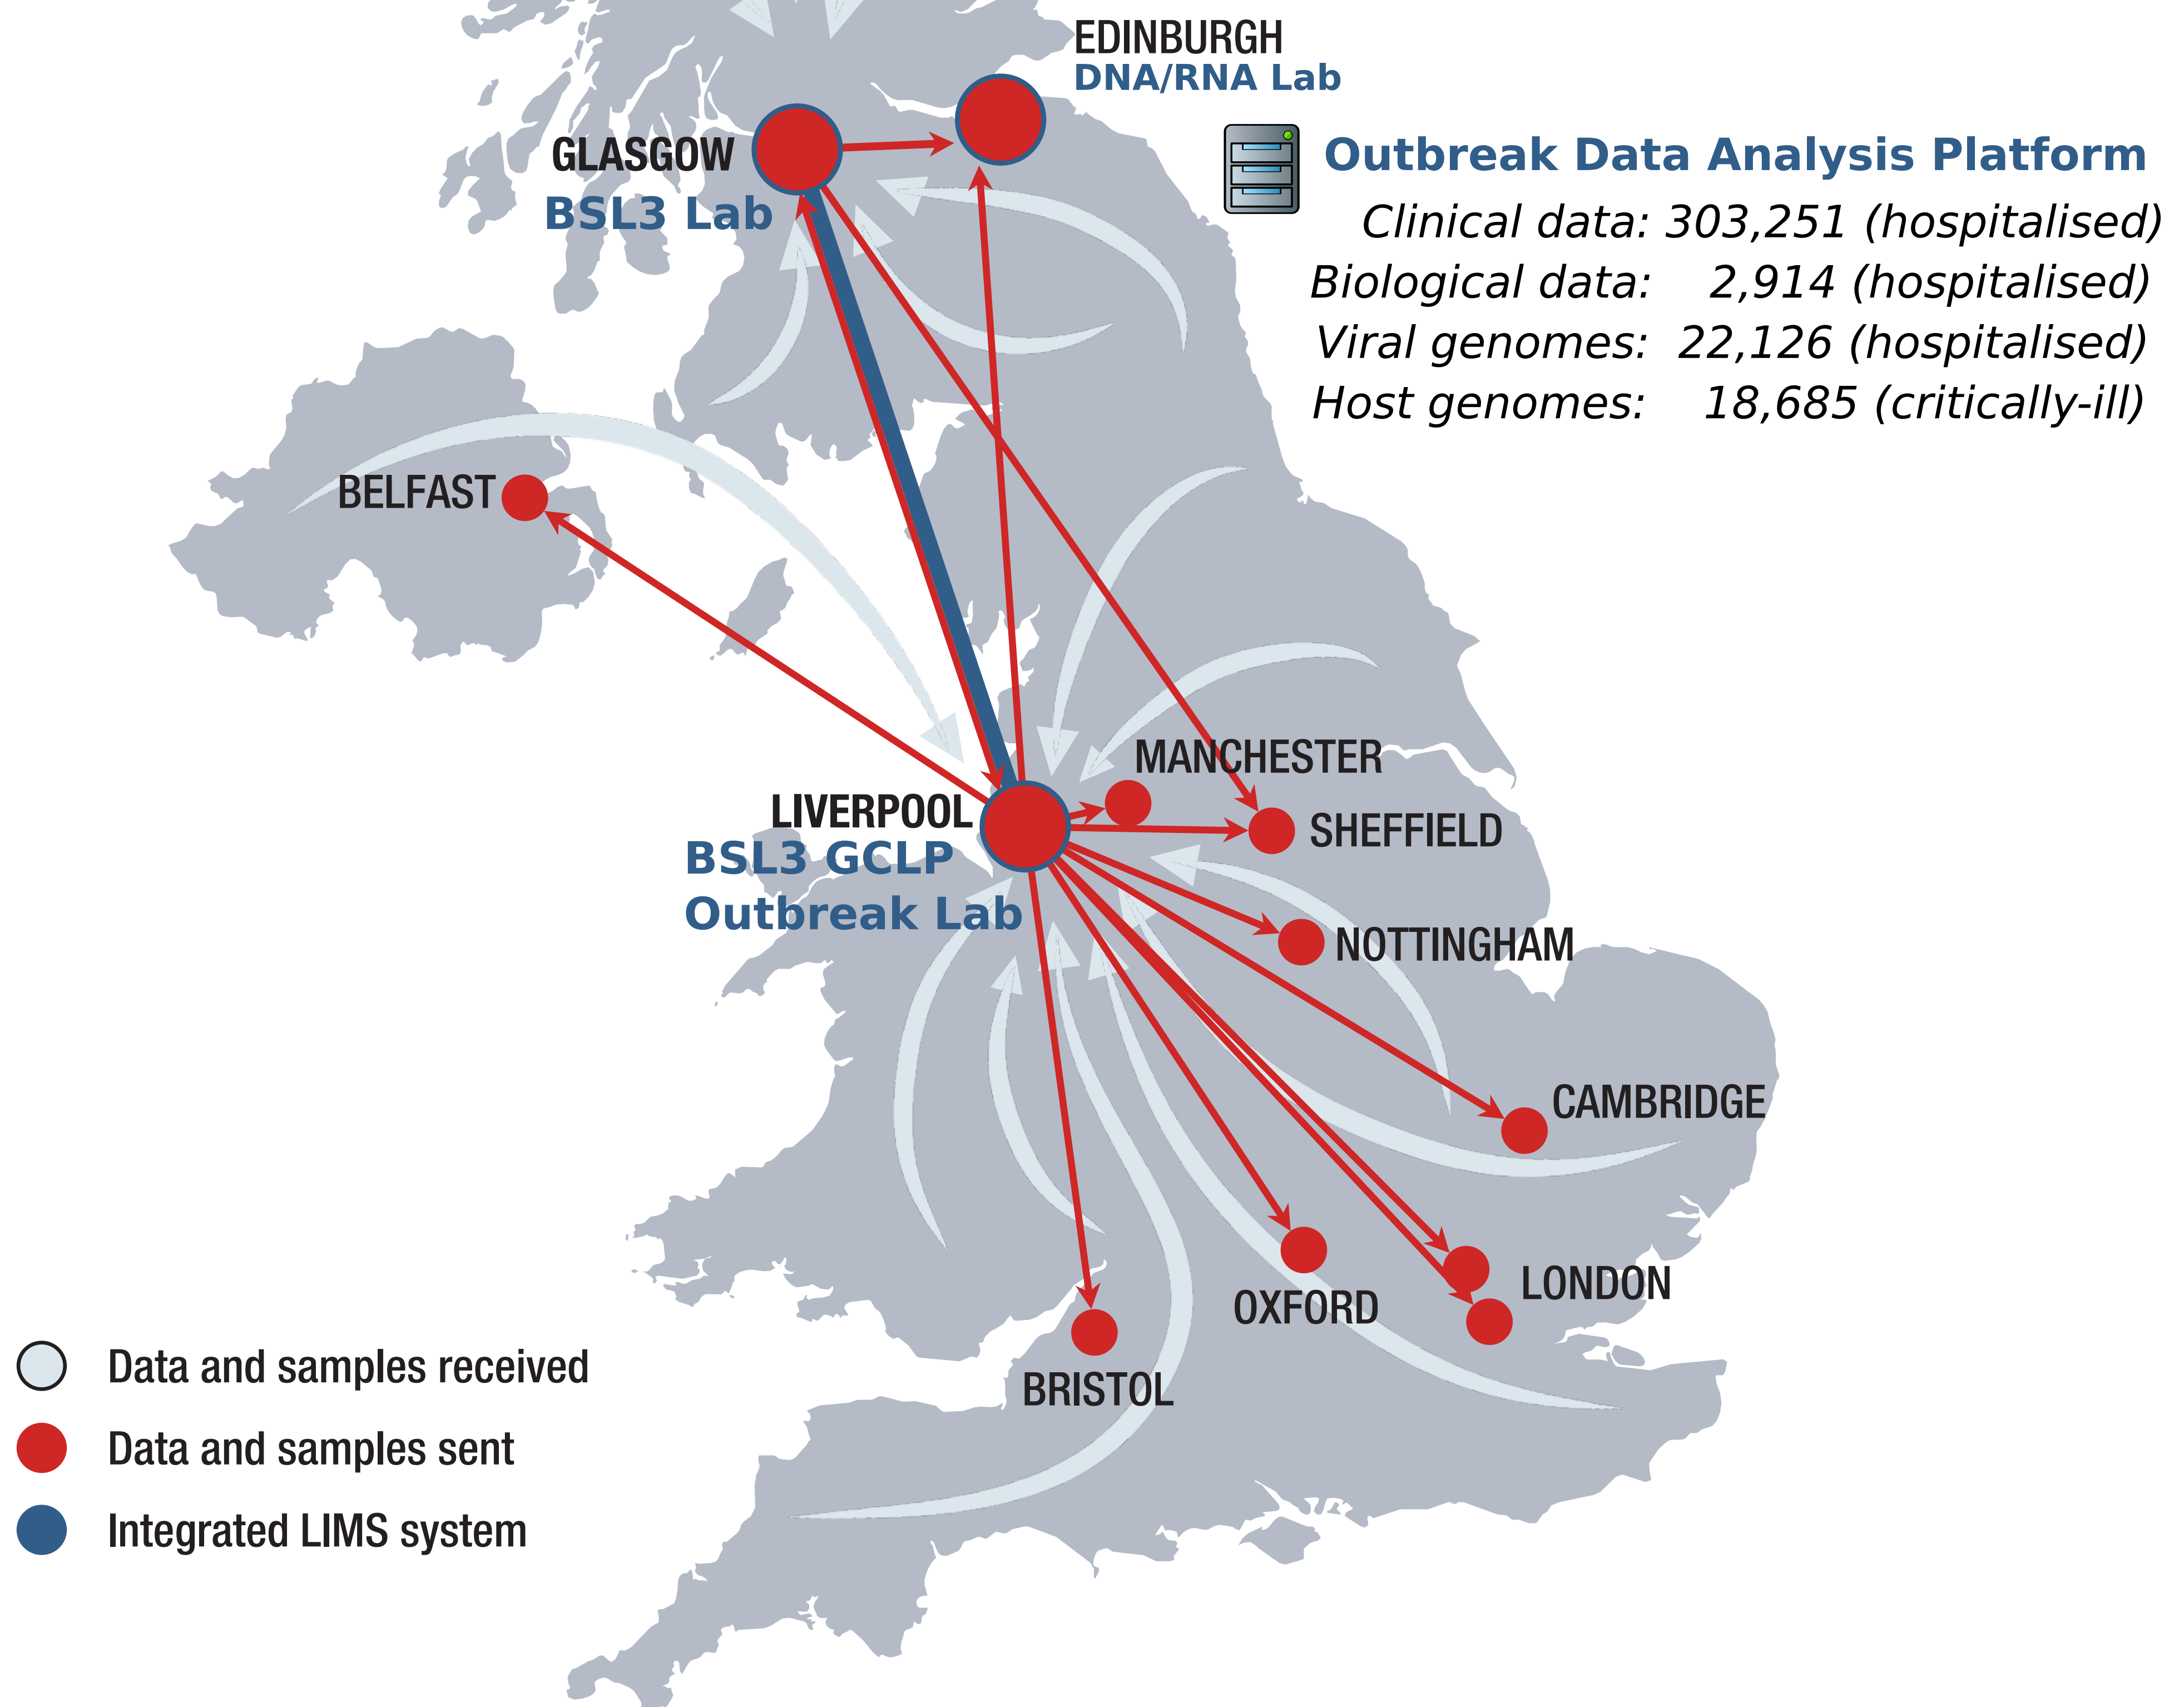 EDINBURGH
DNA/RNA Lab
GLASGOW
BSL3 Lab
Outbreak Data Analysis Platform
Clinical data: 303,251 (hospitalised)
Biological data: 2,914 (hospitalised)
Viral genomes: 22,126 (hospitalised)
Host genomes: 18,685 (critically-ill)
BELFAST
MANCHESTER
LIVERPOOL
BSL3 GCLP
Outbreak Lab
SHEFFIELD
NOTTINGHAM
CAMBRIDGE
LONDON
OXFORD
BRISTOL
Data and samples received
Data and samples sent
Integrated LIMS system